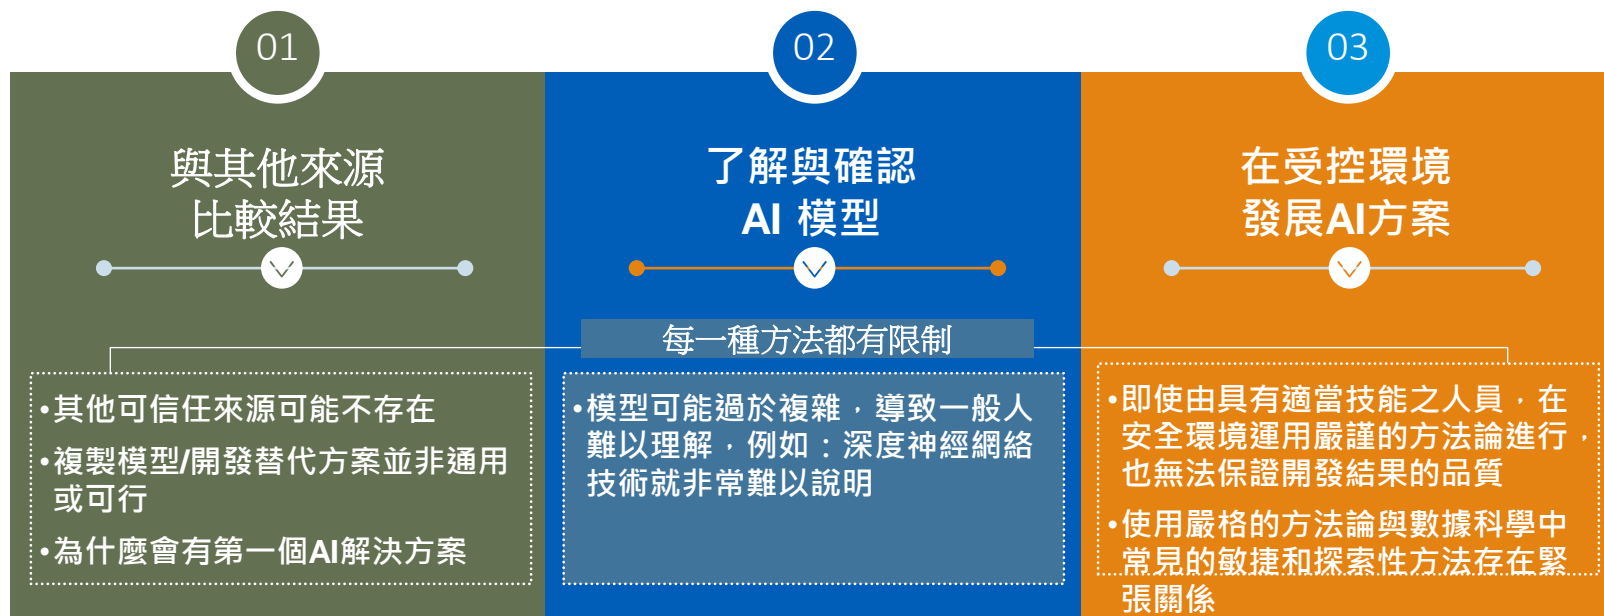 01
與其他來源
比較結果
02
了解與確認
AI 模型
03
在受控環境
發展AI方案
每一種方法都有限制
•其他可信任來源可能不存在
•複製模型/開發替代方案並非通用
或可行
•為什麼會有第一個AI解決方案
•模型可能過於複雜，導致一般人
難以理解，例如：深度神經網絡
技術就非常難以說明
•即使由具有適當技能之人員，在
安全環境運用嚴謹的方法論進行，
也無法保證開發結果的品質
•使用嚴格的方法論與數據科學中
常見的敏捷和探索性方法存在緊
張關係